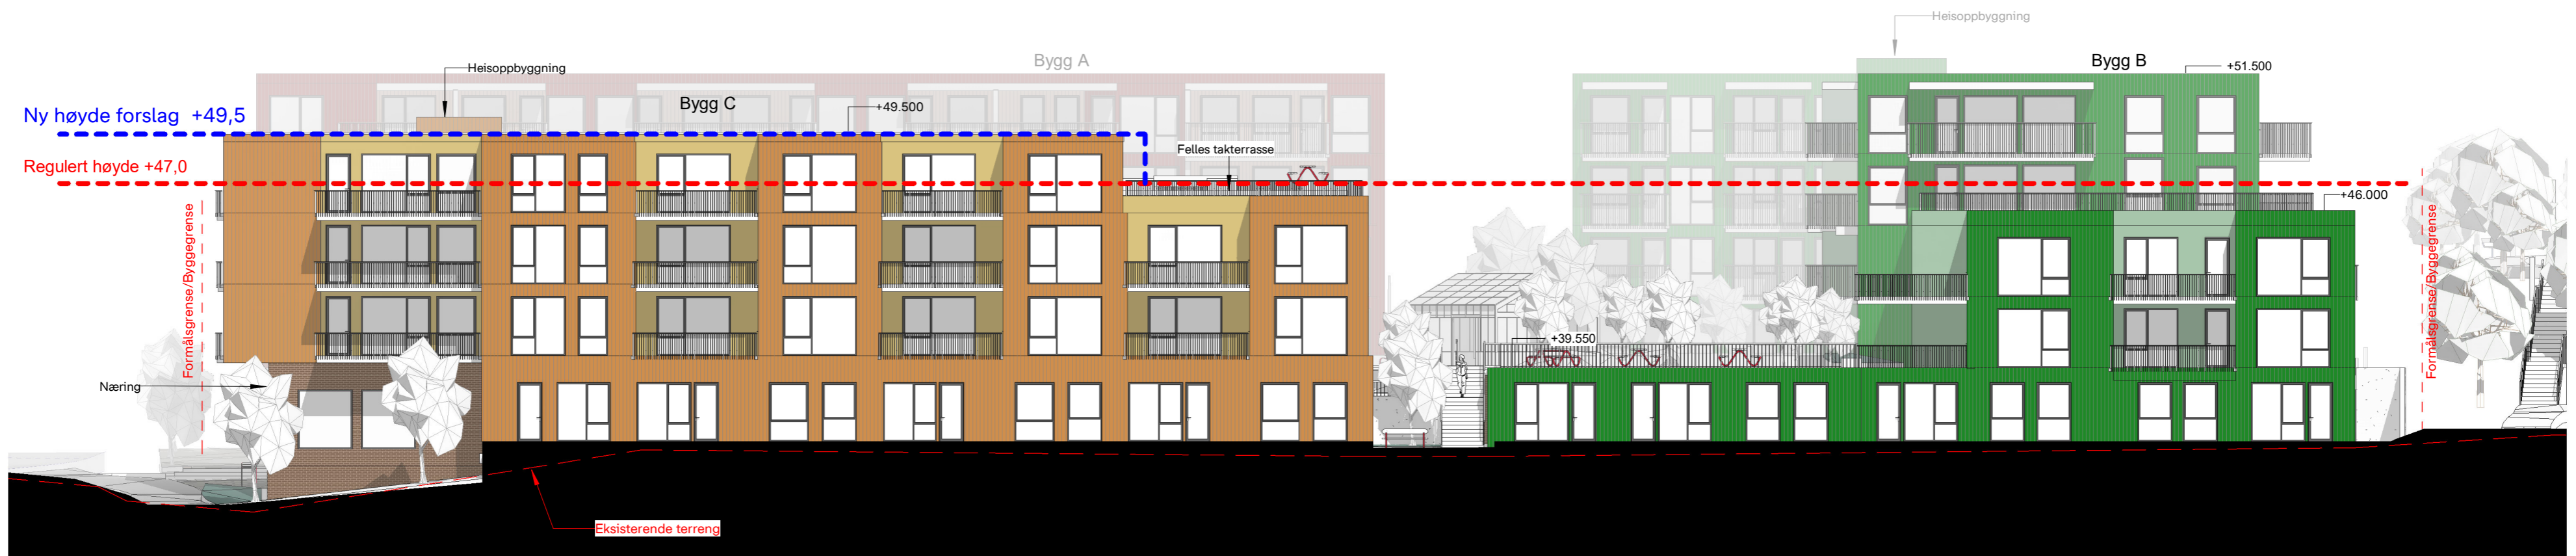 Heisoppbyggning
Bygg A
Bygg B
Heisoppbyggning
+51.500
Bygg C
+49.500
Ny høyde forslag +49,5
Felles takterrasse
Regulert høyde +47,0
+46.000
Formålsgrense/Byggegrense
Formålsgrense/Byggegrense
+39.550
Næring
Eksisterende terreng